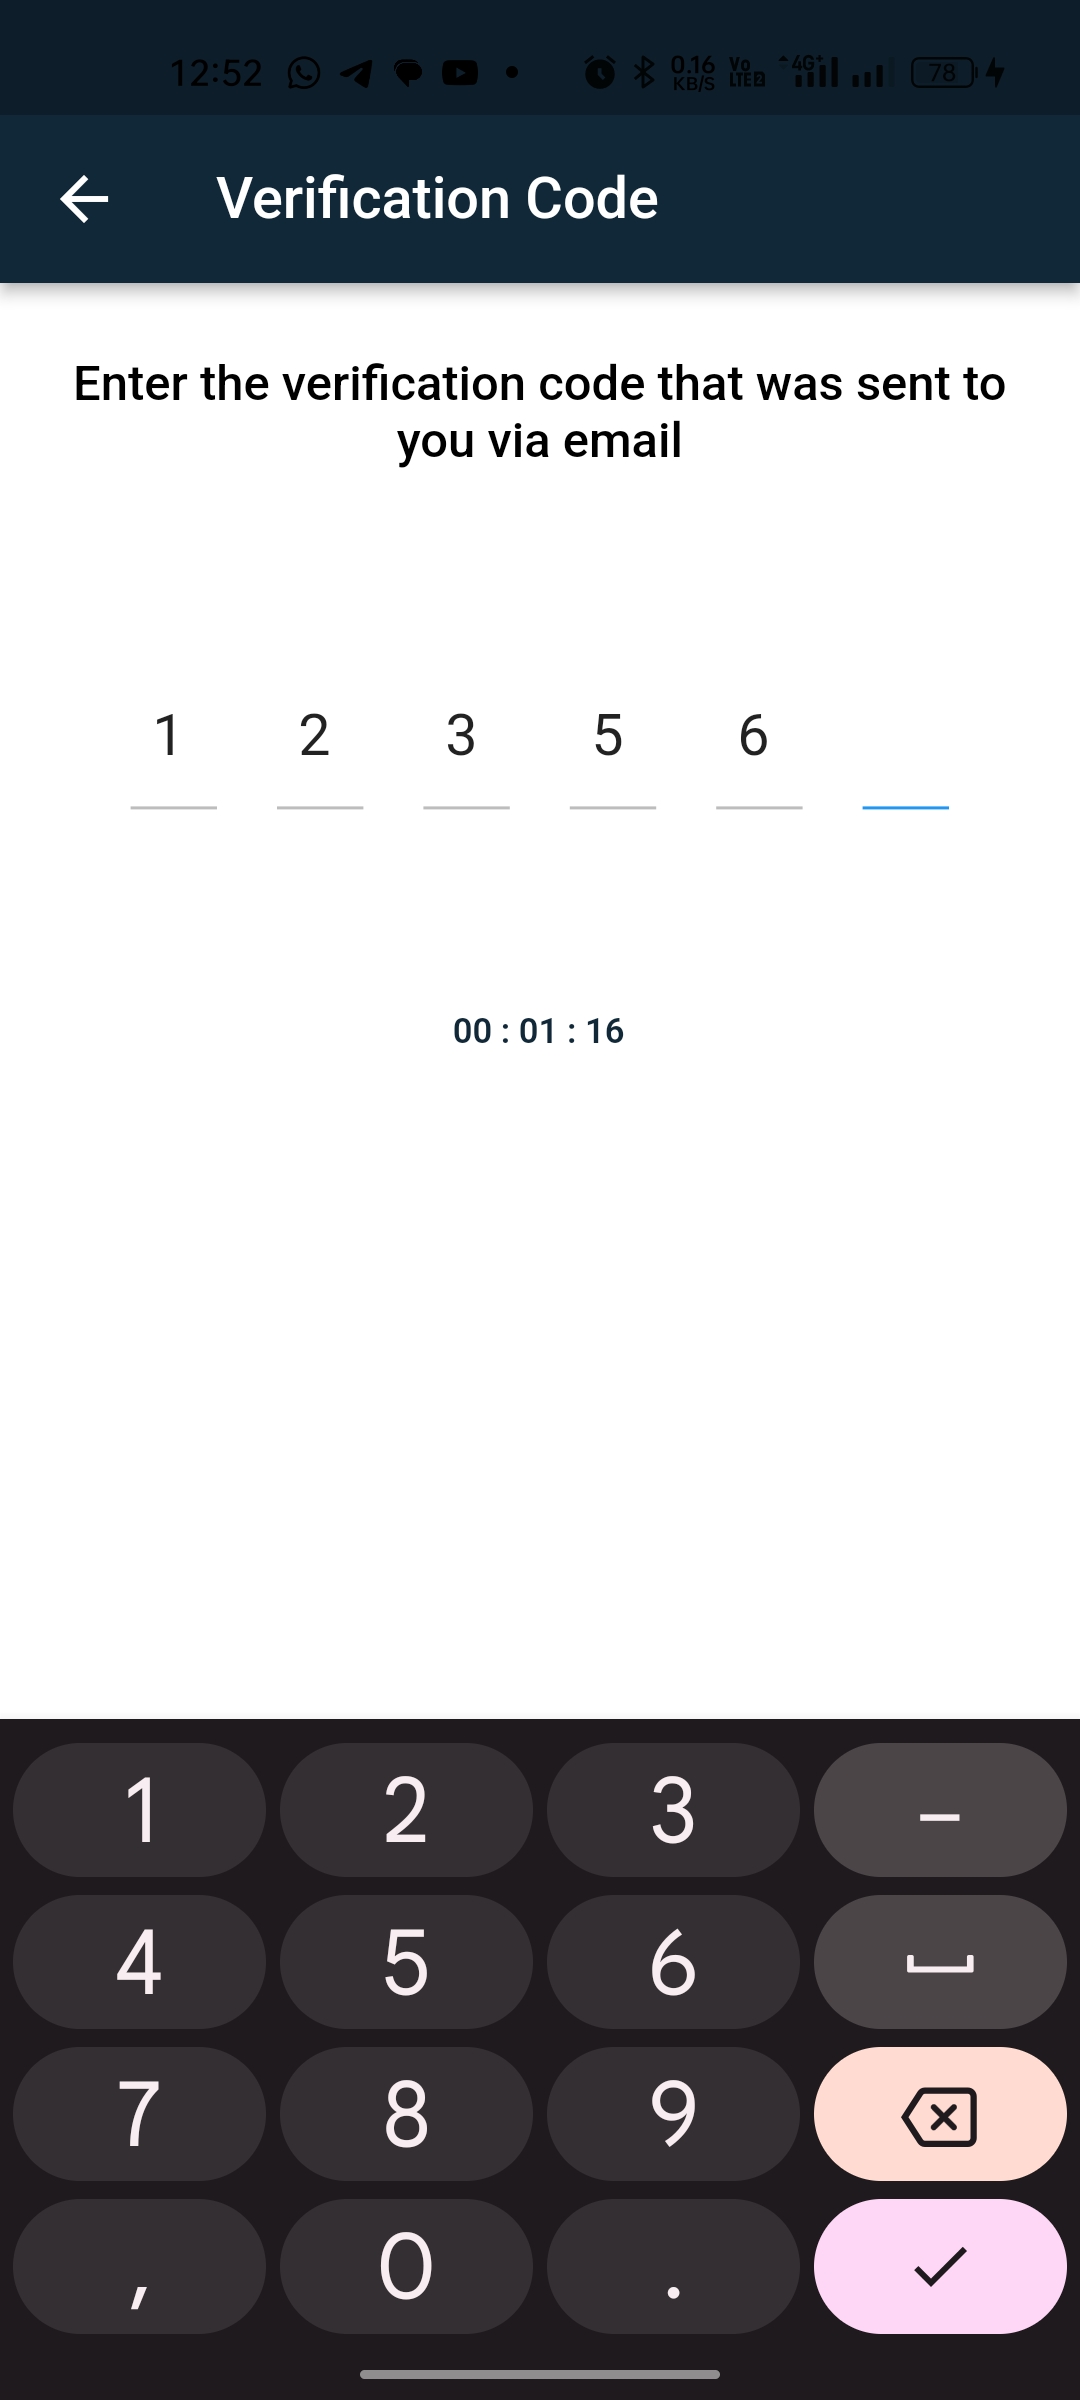 12:52 0.16 KB/S Vo LTE 2 4G+ 78
Verification Code
Enter the verification code that was sent to
you via email
1 2 3 5 6
00 : 01 : 16
1 2 3 –
4 5 6
7 8 9
, 0 .